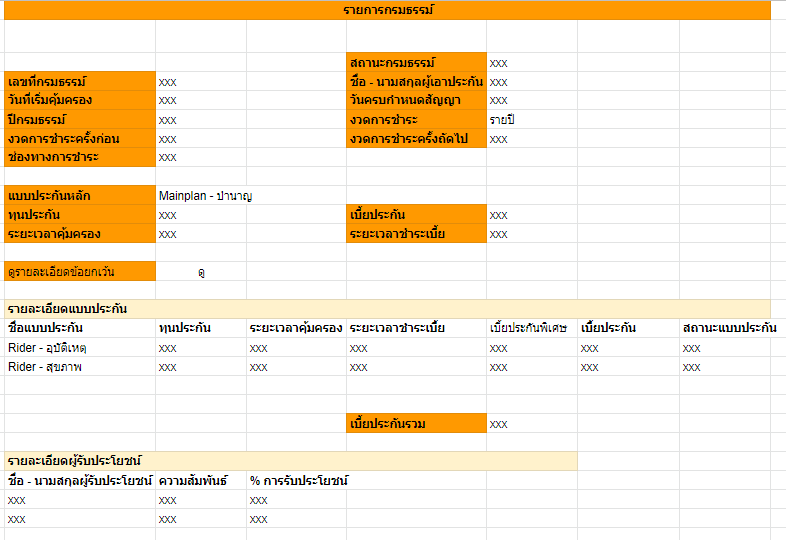 รายการกรมธรรม์
สถานะกรมธรรม์ xxx
เลขที่กรมธรรม์ xxx ชื่อ - นามสกุลผู้เอาประกัน xxx
วันที่เริ่มคุ้มครอง xxx วันครบกำหนดสัญญา xxx
ปีกรมธรรม์ xxx งวดการชำระ รายปี
งวดการชำระครั้งก่อน xxx งวดการชำระครั้งถัดไป xxx
ช่องทางการชำระ xxx
แบบประกันหลัก Mainplan - ชำนาญ
ทุนประกัน xxx เบี้ยประกัน xxx
ระยะเวลาคุ้มครอง xxx ระยะเวลาชำระเบี้ย xxx
ดูรายละเอียดข้อยกเว้น ดู
รายละเอียดแบบประกัน
ชื่อแบบประกัน ทุนประกัน ระยะเวลาคุ้มครอง ระยะเวลาชำระเบี้ย เบี้ยประกันพิเศษ เบี้ยประกัน สถานะแบบประกัน
Rider - อุบัติเหตุ xxx xxx xxx xxx xxx xxx
Rider - สุขภาพ xxx xxx xxx xxx xxx xxx
เบี้ยประกันรวม xxx
รายละเอียดผู้รับประโยชน์
ชื่อ - นามสกุลผู้รับประโยชน์ ความสัมพันธ์ % การรับประโยชน์
xxx xxx xxx
xxx xxx xxx